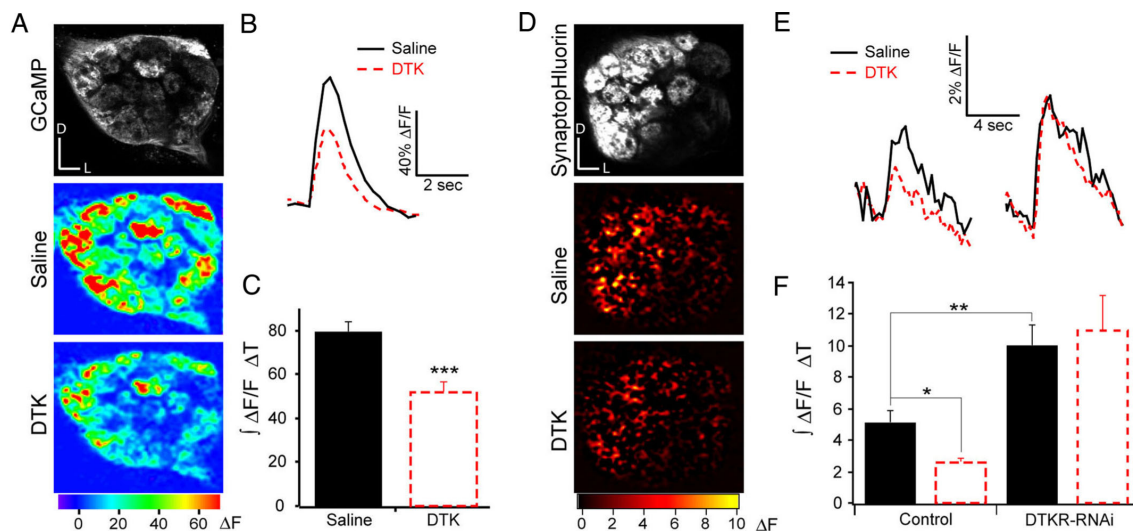 A
GCaMP
D
L
Saline
DTK
0 20 40 60 ΔF
B
Saline
DTK
40% ΔF/F
2 sec
C
∫ ΔF/F ΔT
80
60
40
20
0
***
Saline DTK
D
SynaptopHluorin
D
L
Saline
DTK
0 2 4 6 8 10 ΔF
E
Saline
DTK
2% ΔF/F
4 sec
F
∫ ΔF/F ΔT
14
12
10
8
6
4
2
0
**
*
Control DTKR-RNAi